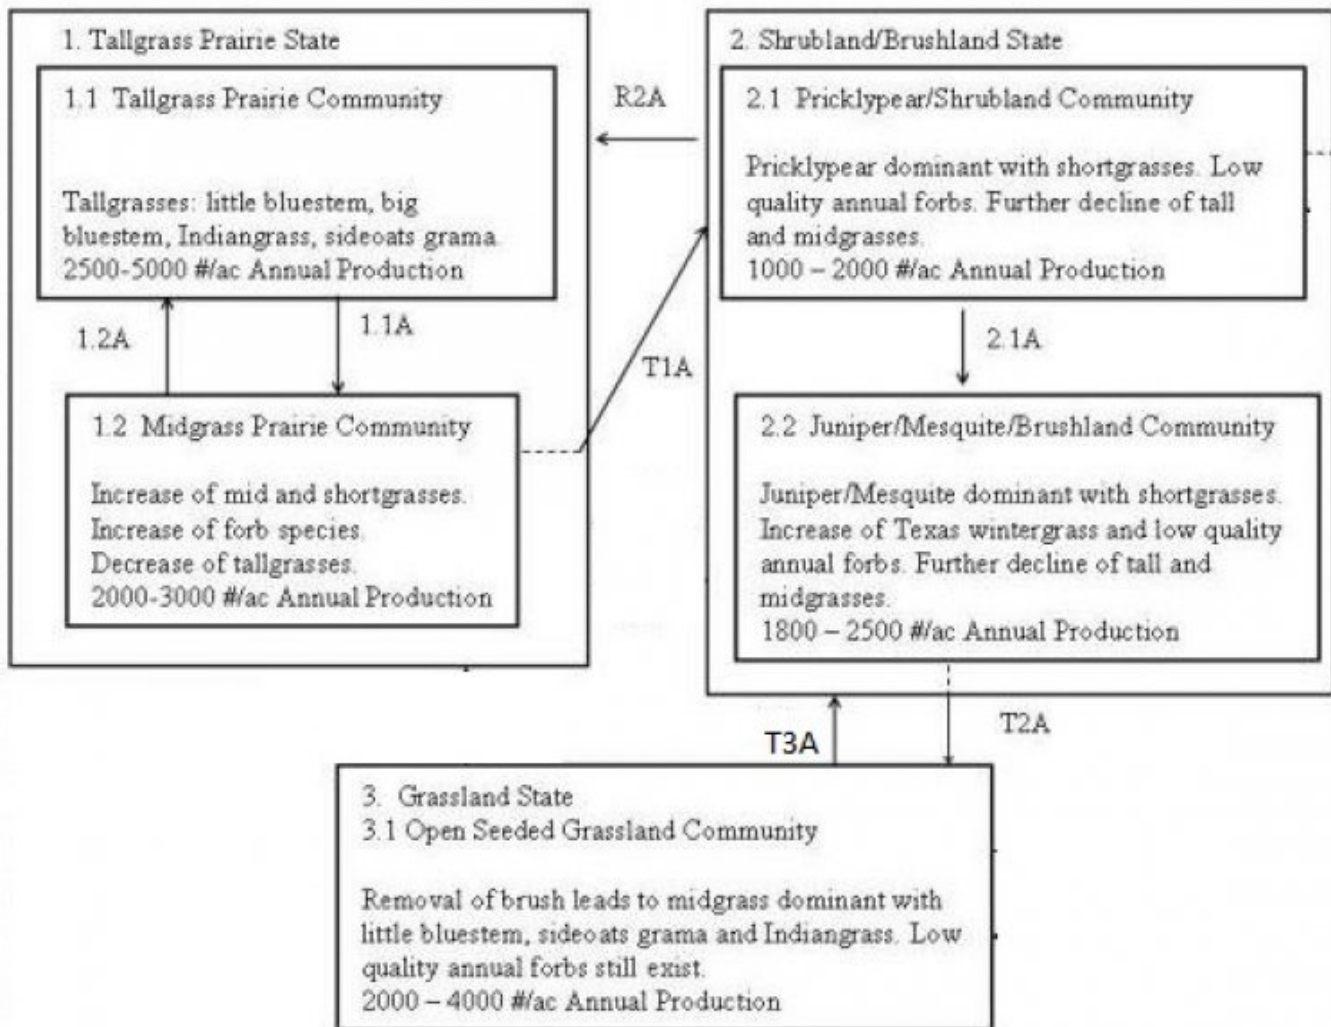 1. Tallgrass Prairie State
1.1 Tallgrass Prairie Community
Tallgrasses: little bluestem, big
bluestem, Indiangrass, sideoats grama.
2500-5000 #/ac Annual Production
1.2A
1.1A
1.2 Midgrass Prairie Community
Increase of mid and shortgrasses.
Increase of forb species.
Decrease of tallgrasses.
2000-3000 #/ac Annual Production
R2A
T1A
2. Shrubland/Brushland State
2.1 Pricklypear/Shrubland Community
Pricklypear dominant with shortgrasses. Low
quality annual forbs. Further decline of tall
and midgrasses.
1000 – 2000 #/ac Annual Production
2.1A
2.2 Juniper/Mesquite/Brushland Community
Juniper/Mesquite dominant with shortgrasses.
Increase of Texas wintergrass and low quality
annual forbs. Further decline of tall and
midgrasses.
1800 – 2500 #/ac Annual Production
T3A
T2A
3. Grassland State
3.1 Open Seeded Grassland Community
Removal of brush leads to midgrass dominant with
little bluestem, sideoats grama and Indiangrass. Low
quality annual forbs still exist.
2000 – 4000 #/ac Annual Production